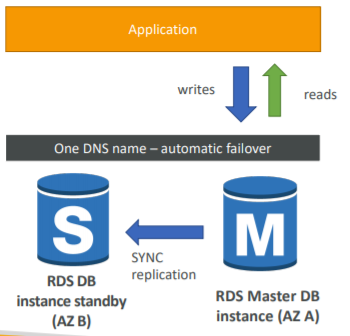 Application
writes
reads
One DNS name – automatic failover
S
M
SYNC
replication
RDS DB
instance standby
(AZ B)
RDS Master DB
instance (AZ A)